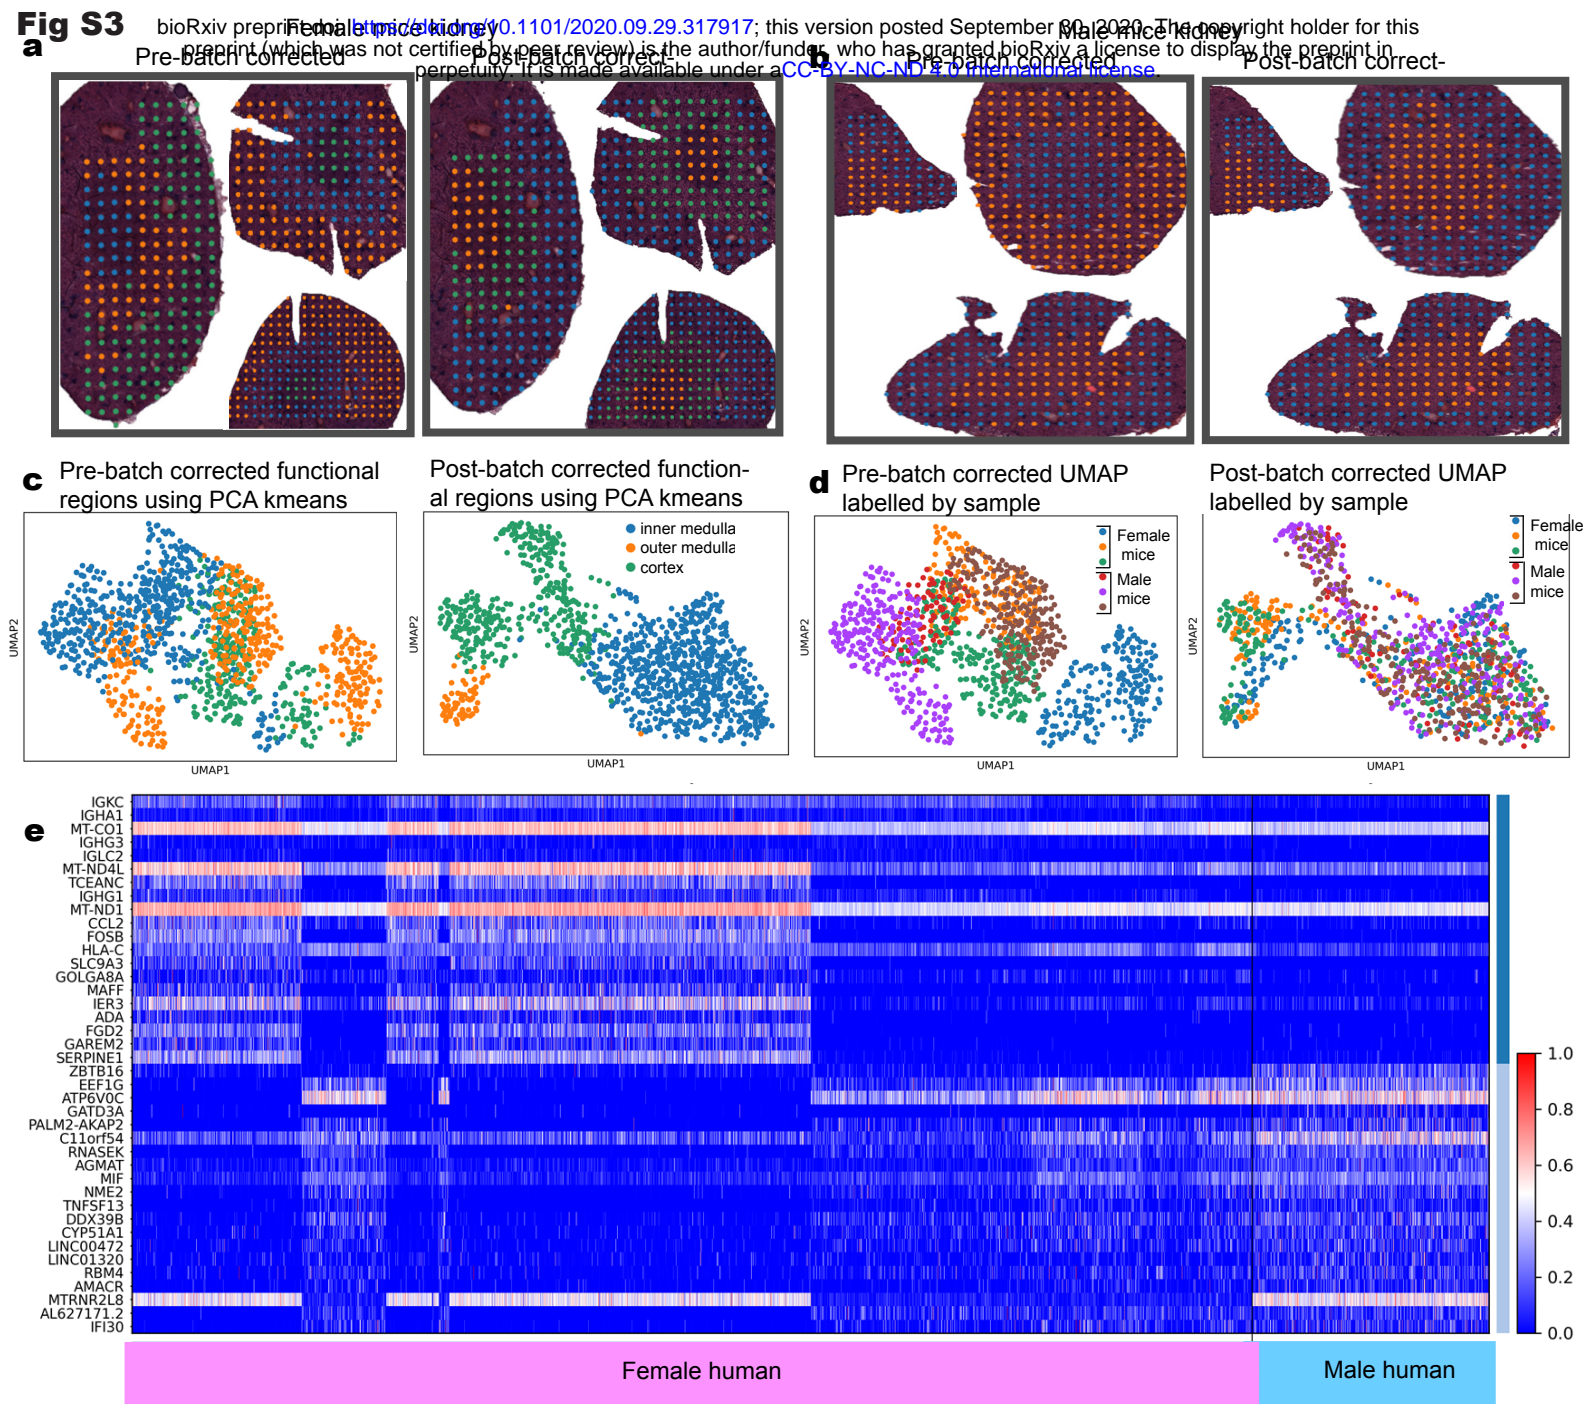 Fig S3
bioRxiv preprint doi: https://doi.org/10.1101/2020.09.29.317917; this version posted September 30, 2020. The copyright holder for this
preprint (which was not certified by peer review) is the author/funder, who has granted bioRxiv a license to display the preprint in
perpetuity. It is made available under aCC-BY-NC-ND 4.0 International license.
Female mice kidney
Male mice kidney
a
Pre-batch corrected
Post-batch correct-
b
Pre-batch corrected
Post-batch correct-
c
Pre-batch corrected functional
regions using PCA kmeans
Post-batch corrected function-
al regions using PCA kmeans
d
Pre-batch corrected UMAP
labelled by sample
Post-batch corrected UMAP
labelled by sample
inner medulla
outer medulla
cortex
Female
mice
Male
mice
Female
mice
Male
mice
UMAP2
UMAP1
UMAP2
UMAP1
UMAP2
UMAP1
UMAP2
UMAP1
e
IGKC
IGHA1
MT-CO1
IGHG3
IGLC2
MT-ND4L
TCEANC
IGHG1
MT-ND1
CCL2
FOSB
HLA-C
SLC9A3
GOLGA8A
MAFF
IER3
ADA
FGD2
GAREM2
SERPINE1
ZBTB16
EEF1G
ATP6V0C
GATD3A
PALM2-AKAP2
C11orf54
RNASEK
AGMAT
MIF
NME2
TNFSF13
DDX39B
CYP51A1
LINC00472
LINC01320
RBM4
AMACR
MTRNR2L8
AL627171.2
IFI30
1.0
0.8
0.6
0.4
0.2
0.0
Female human
Male human